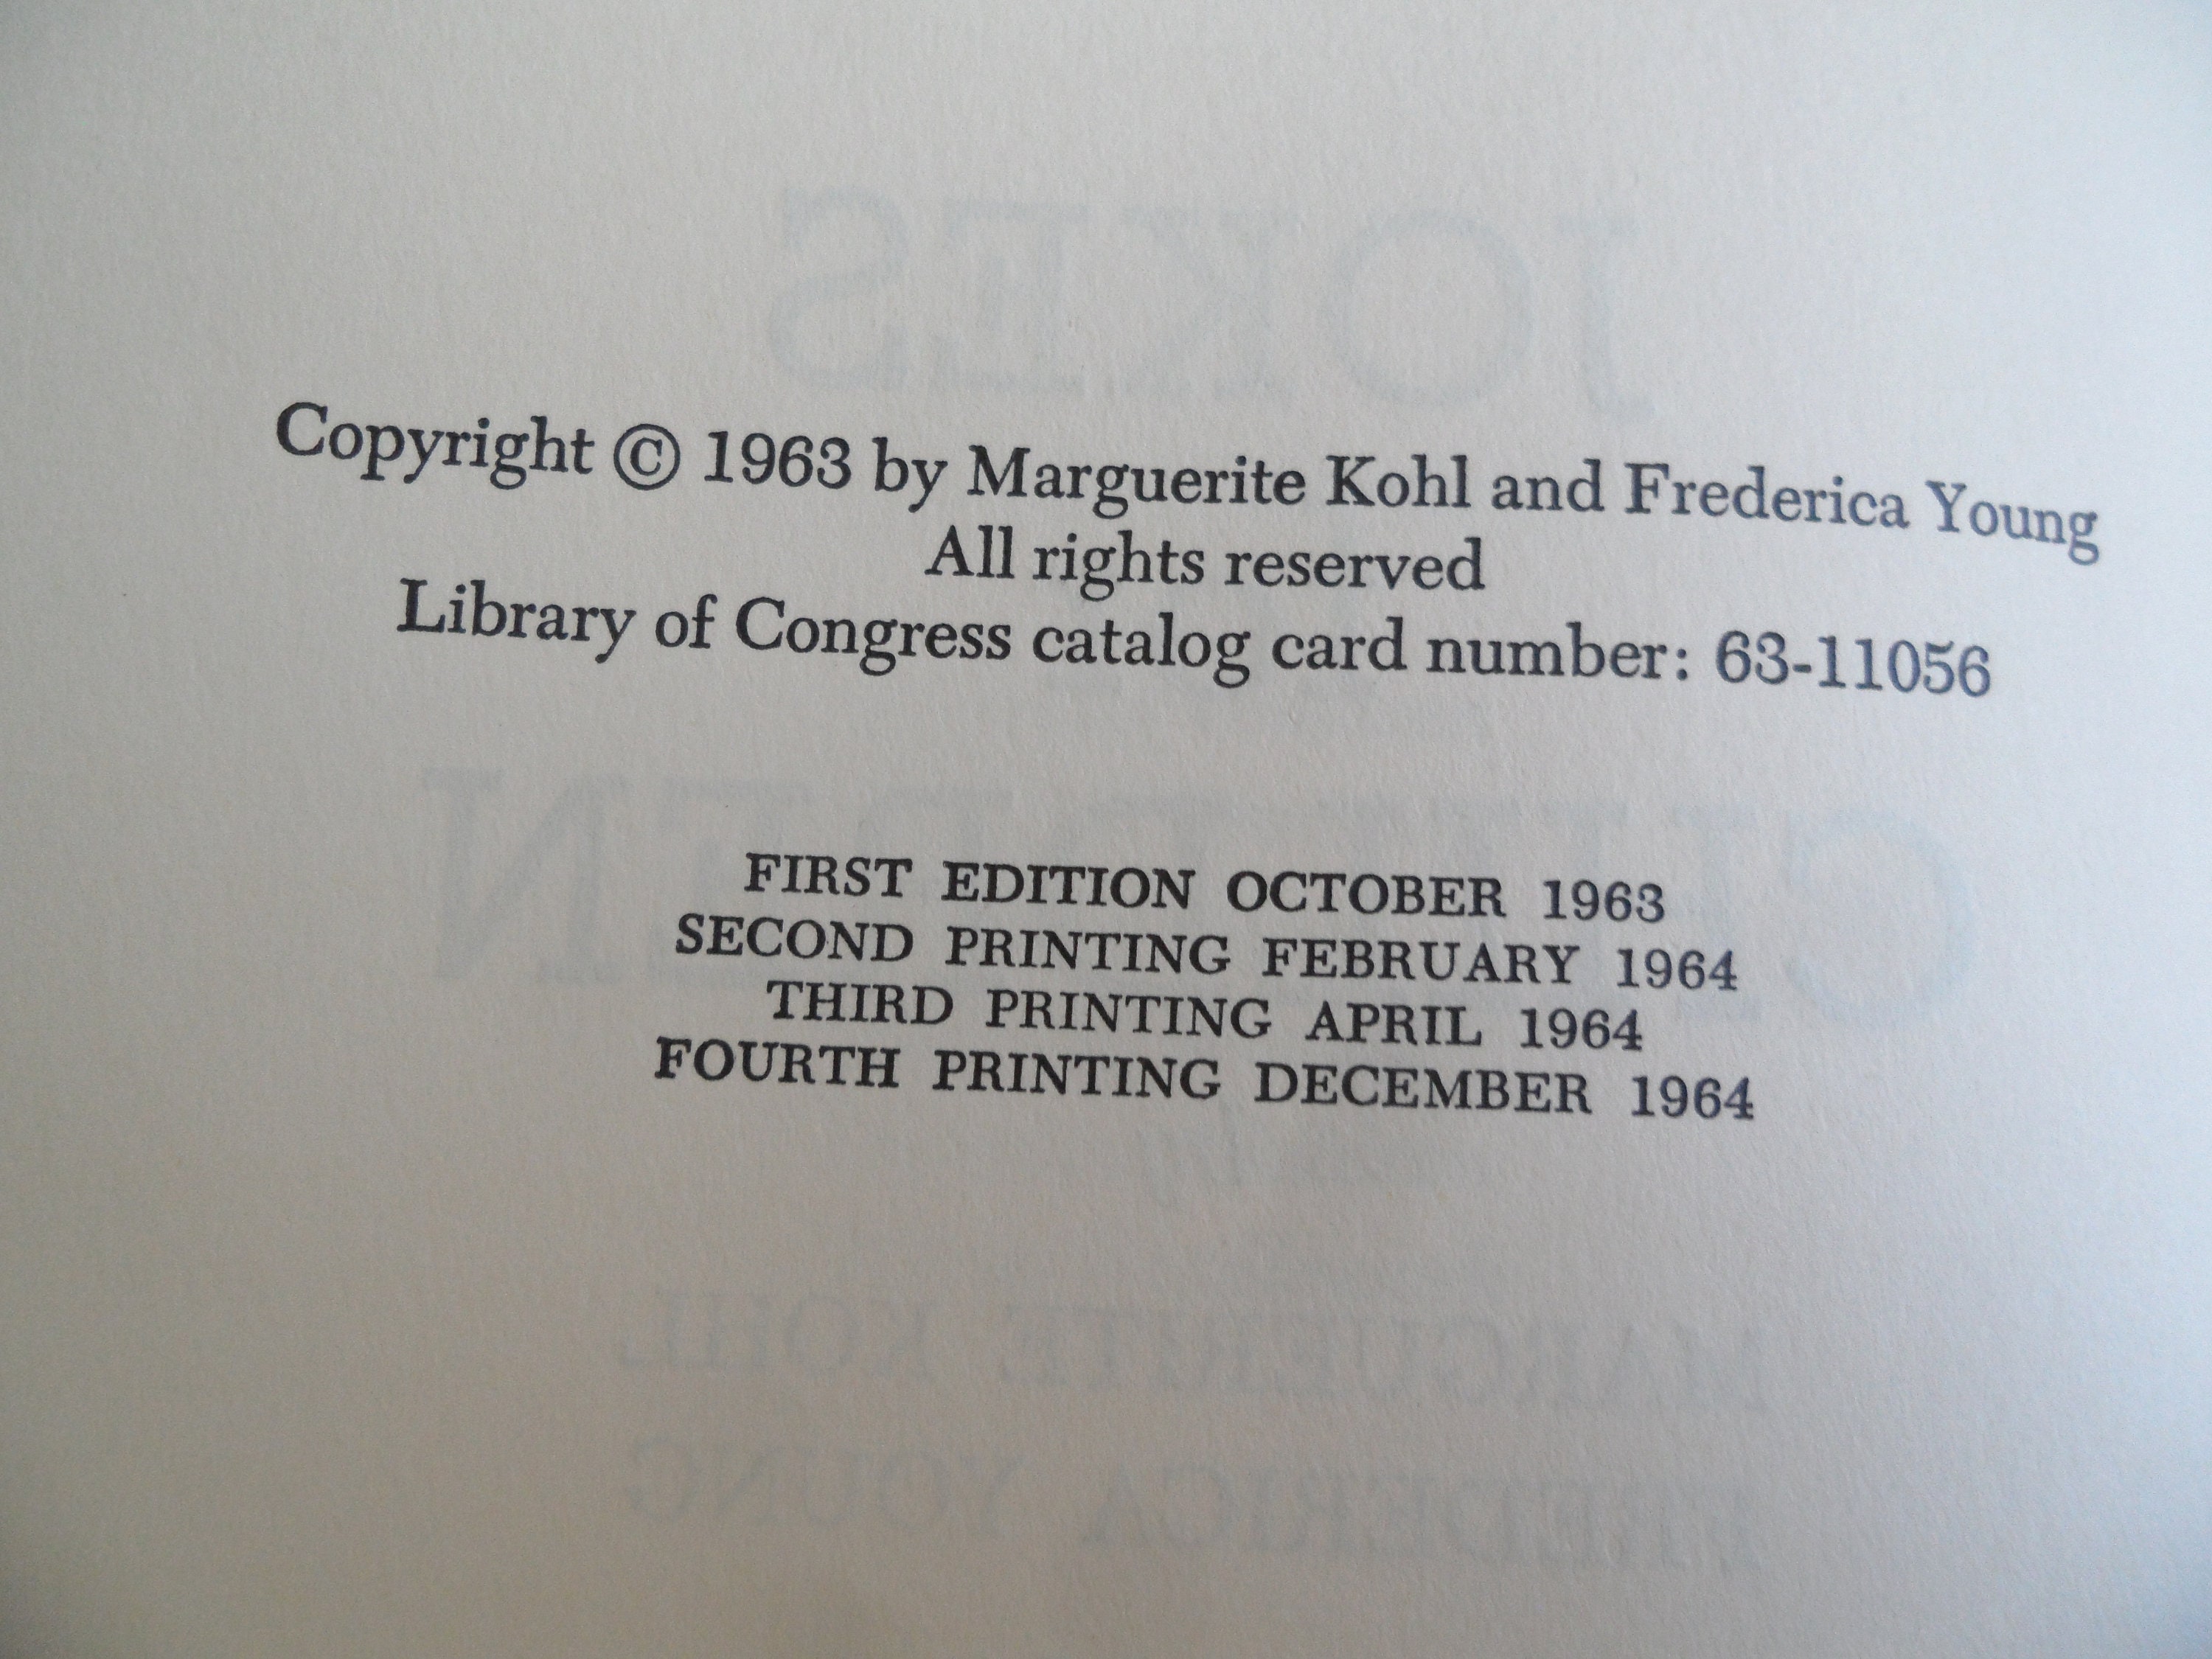 Copyright © 1963 by Marguerite Kohl and Frederica Young
All rights reserved
Library of Congress catalog card number: 63-11056
FIRST EDITION OCTOBER 1963
SECOND PRINTING FEBRUARY 1964
THIRD PRINTING APRIL 1964
FOURTH PRINTING DECEMBER 1964